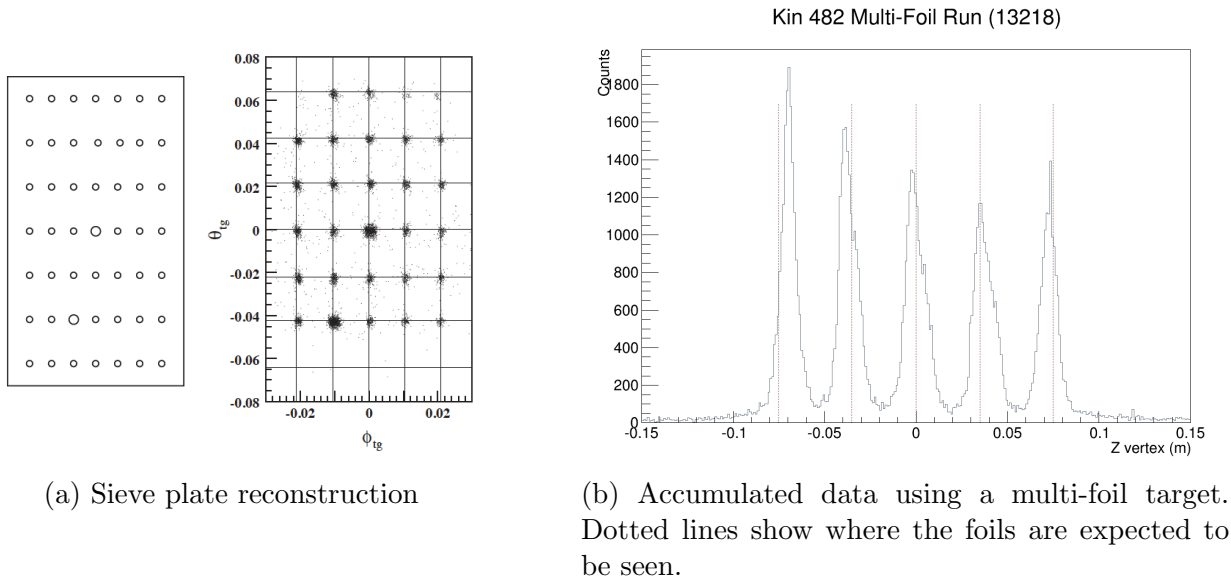 Kin 482 Multi-Foil Run (13218)
0.08
0.06
0.04
0.02
0
-0.02
-0.04
-0.06
-0.08
θtg
-0.02 0 0.02
ϕtg
Counts
1800
1600
1400
1200
1000
800
600
400
200
0
-0.15 -0.1 -0.05 0 0.05 0.1 0.15
Z vertex (m)
(a) Sieve plate reconstruction
(b) Accumulated data using a multi-foil target.
Dotted lines show where the foils are expected to
be seen.